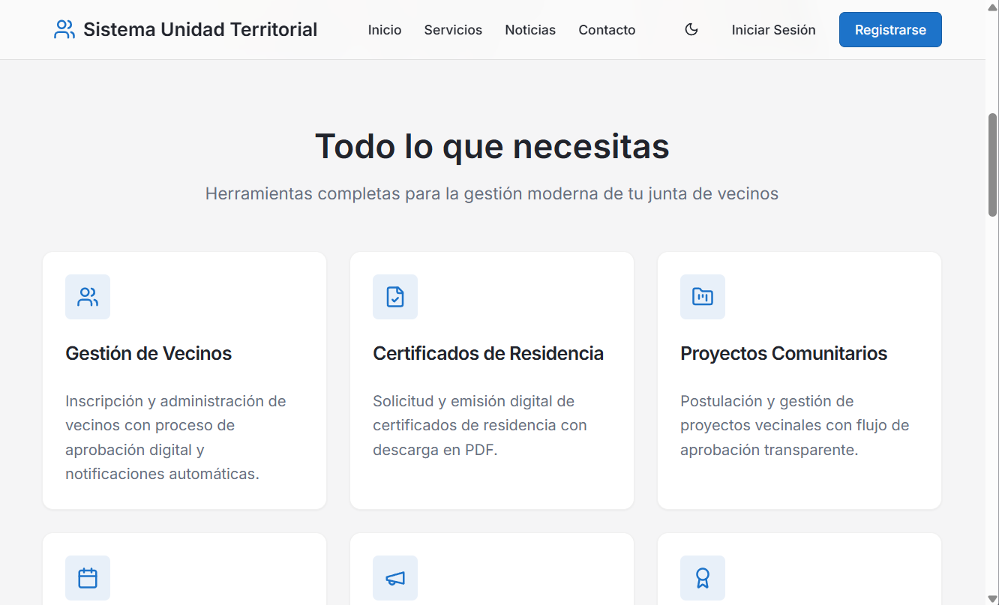 Sistema Unidad Territorial
Inicio
Servicios
Noticias
Contacto
Iniciar Sesión
Registrarse
Todo lo que necesitas
Herramientas completas para la gestión moderna de tu junta de vecinos
Gestión de Vecinos
Inscripción y administración de
vecinos con proceso de
aprobación digital y
notificaciones automáticas.
Certificados de Residencia
Solicitud y emisión digital de
certificados de residencia con
descarga en PDF.
Proyectos Comunitarios
Postulación y gestión de
proyectos vecinales con flujo de
aprobación transparente.